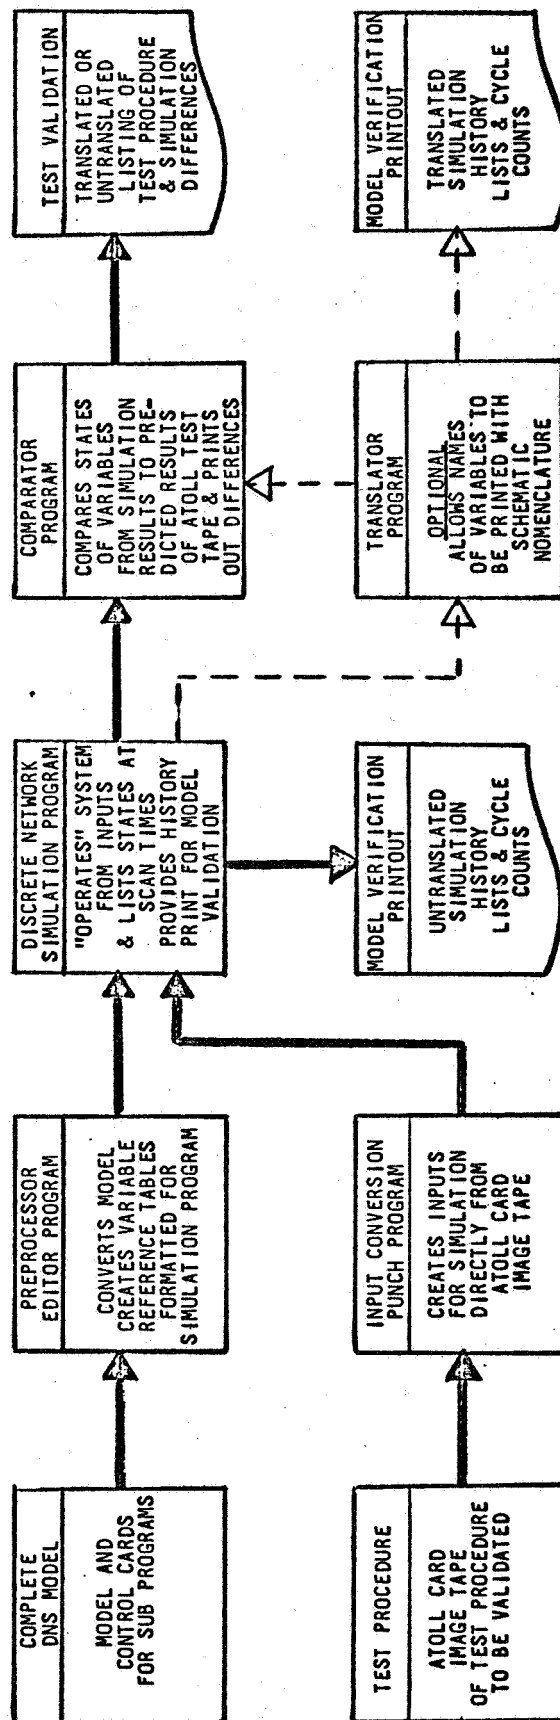 COMPLETE
DNS MODEL
MODEL AND
CONTROL CARDS
FOR SUB PROGRAMS
PREPROCESSOR
EDITOR PROGRAM
CONVERTS MODEL
CREATES VARIABLE
REFERENCE TABLES
FORMATTED FOR
SIMULATION PROGRAM
DISCRETE NETWORK
SIMULATION PROGRAM
"OPERATES" SYSTEM
FROM INPUTS
& LISTS STATES AT
SCAN TIMES
PROVIDES HISTORY
PRINT FOR MODEL
VALIDATION
COMPARATOR
PROGRAM
COMPARES STATES
OF VARIABLES
FROM SIMULATION
RESULTS TO PRE-
DICTED RESULTS
OF ATOLL TEST
TAPE & PRINTS
OUT DIFFERENCES
TEST VALIDATION
TRANSLATED OR
UNTRANSLATED
LISTING OF
TEST PROCEDURE
& SIMULATION
DIFFERENCES
TEST PROCEDURE
ATOLL CARD
IMAGE TAPE
OF TEST PROCEDURE
TO BE VALIDATED
INPUT CONVERSION
PUNCH PROGRAM
CREATES INPUTS
FOR SIMULATION
DIRECTLY FROM
ATOLL CARD
IMAGE TAPE
MODEL VERIFICATION
PRINTOUT
UNTRANSLATED
SIMULATION
HISTORY
LISTS & CYCLE
COUNTS
TRANSLATOR
PROGRAM
OPTIONAL
ALLOWS NAMES
OF VARIABLES TO
BE PRINTED WITH
SCHEMATIC
NOMENCLATURE
MODEL VERIFICATION
PRINTOUT
TRANSLATED
SIMULATION
HISTORY
LISTS & CYCLE
COUNTS